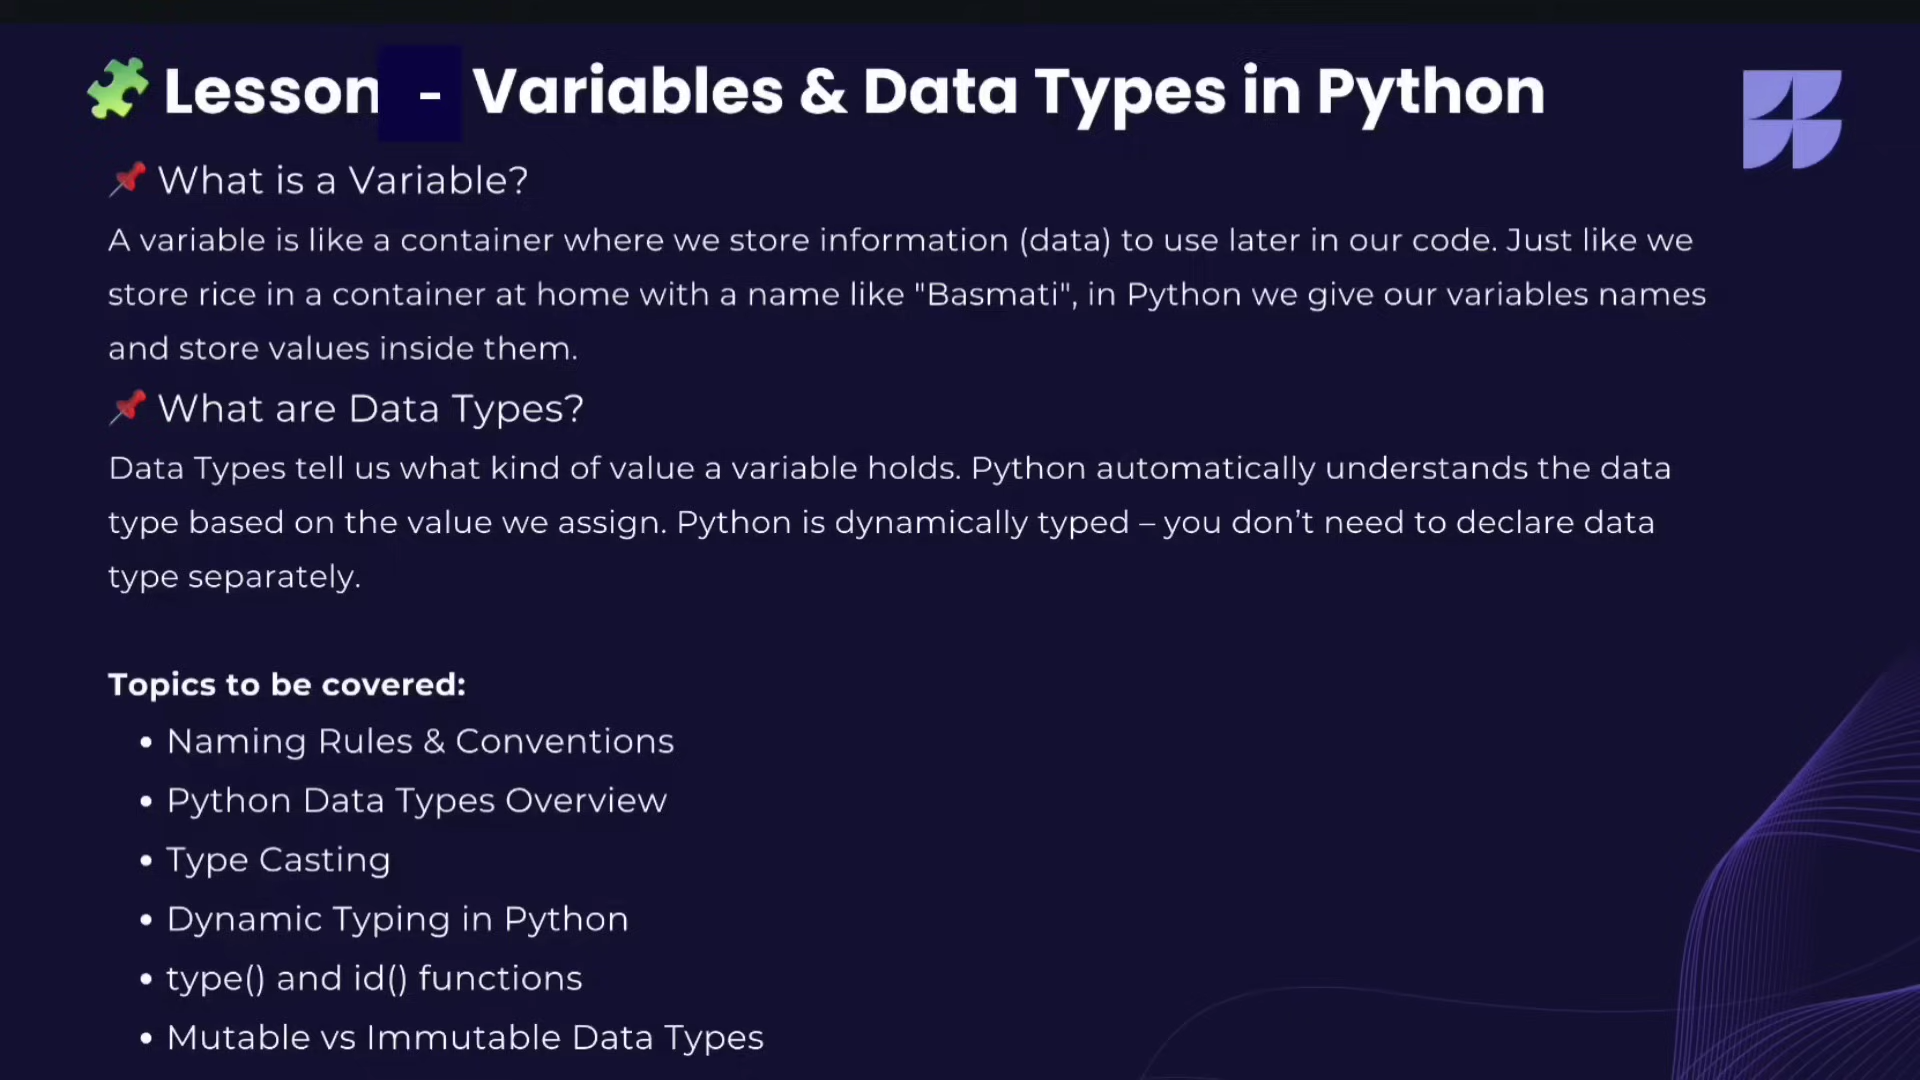 Lesson - Variables & Data Types in Python
What is a Variable?
A variable is like a container where we store information (data) to use later in our code. Just like we
store rice in a container at home with a name like "Basmati", in Python we give our variables names
and store values inside them.
What are Data Types?
Data Types tell us what kind of value a variable holds. Python automatically understands the data
type based on the value we assign. Python is dynamically typed – you don’t need to declare data
type separately.
Topics to be covered:
• Naming Rules & Conventions
• Python Data Types Overview
• Type Casting
• Dynamic Typing in Python
• type() and id() functions
• Mutable vs Immutable Data Types